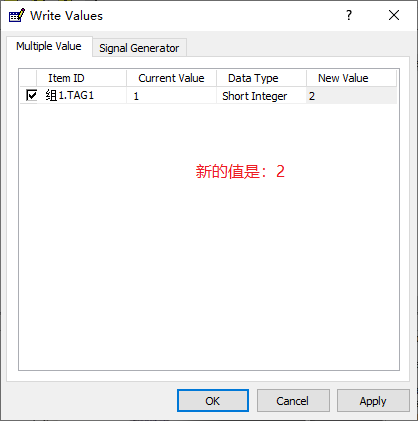 Write Values
?
Multiple Value
Signal Generator
Item ID Current Value Data Type New Value
组1.TAG1 1 Short Integer 2
新的值是：2
OK Cancel Apply